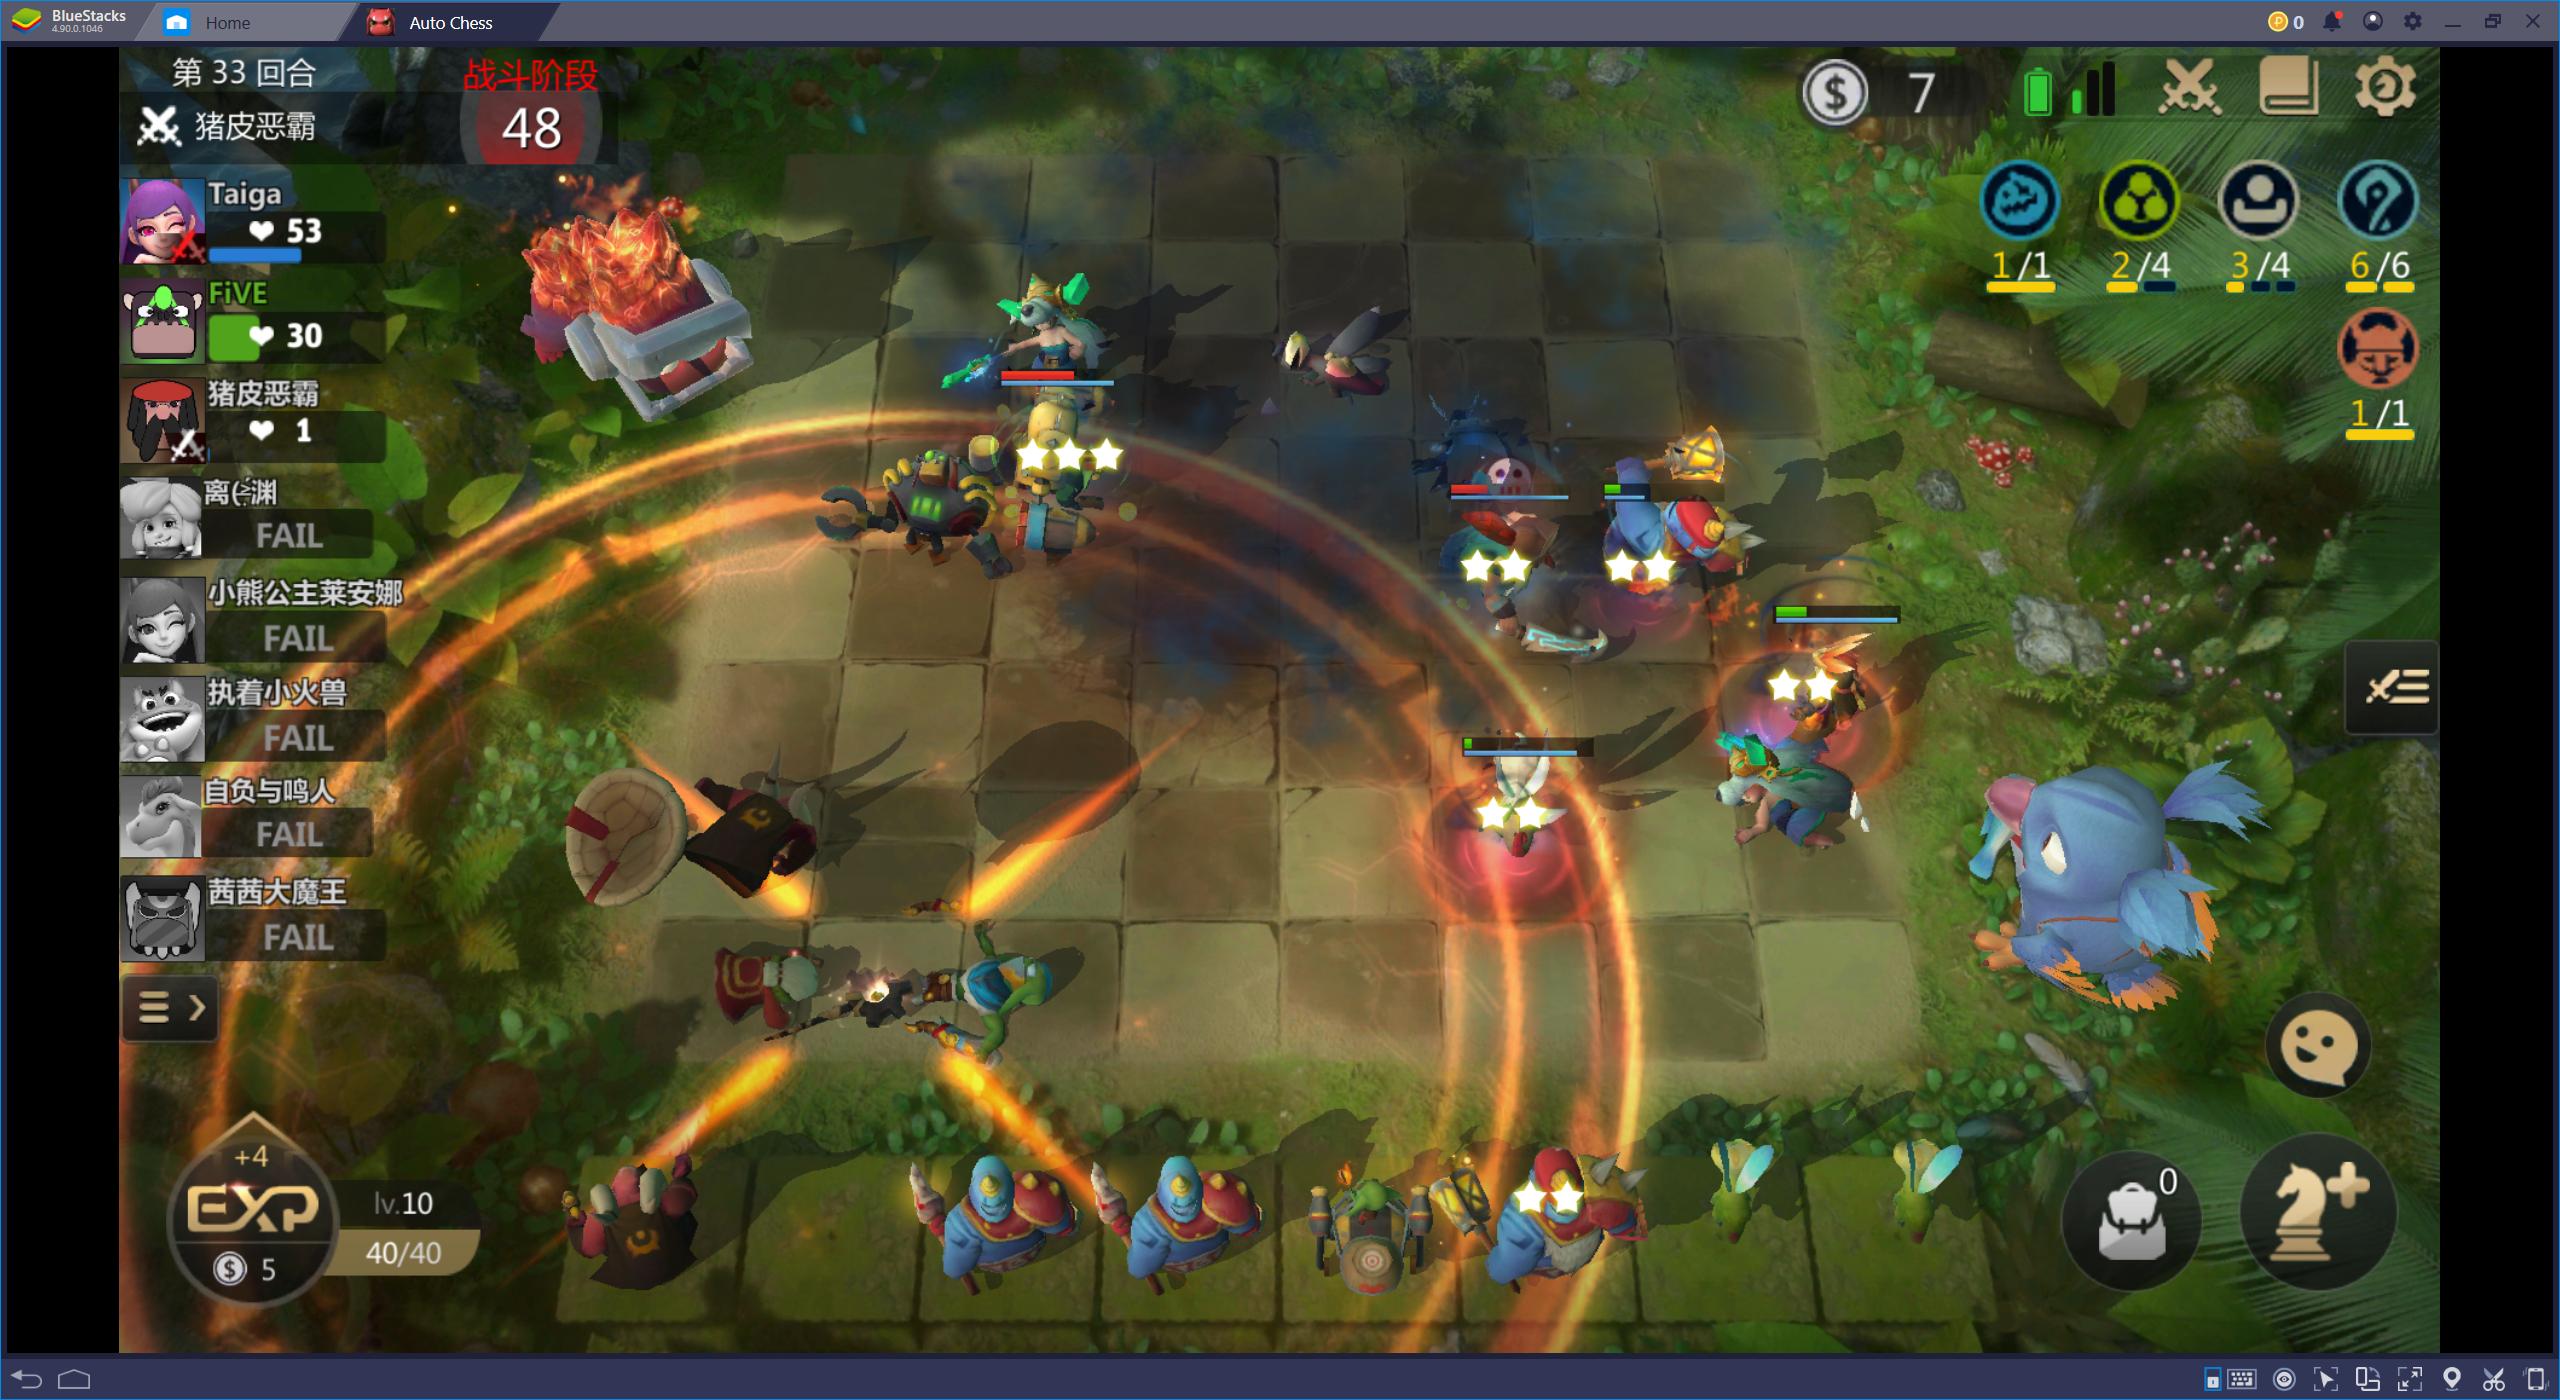 BlueStacks
4.90.0.1046
Home
Auto Chess
0
第 33 回合
战斗阶段
猪皮恶霸
48
7
Taiga
53
FiVE
30
猪皮恶霸
1
FAIL
小熊公主莱安娜
FAIL
执着小火兽
FAIL
自负与鸣人
FAIL
茜茜大魔王
FAIL
1/1
2/4
3/4
6/6
1/1
+4
EXP
5
lv.10
40/40
0